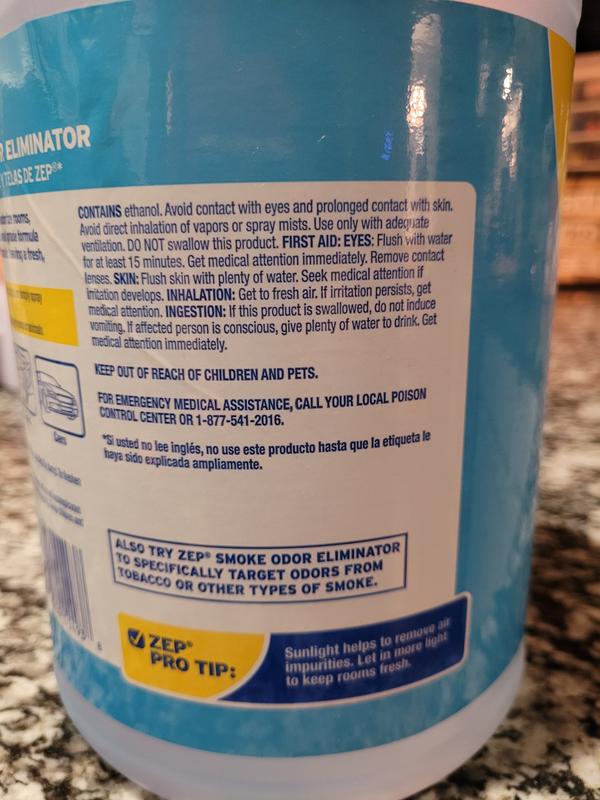 R ELIMINATOR
Y TELAS DE ZEP®*
rooms,
formula
a fresh,
spray
Cars
CONTAINS ethanol. Avoid contact with eyes and prolonged contact with skin.
Avoid direct inhalation of vapors or spray mists. Use only with adequate
ventilation. DO NOT swallow this product. FIRST AID: EYES: Flush with water
for at least 15 minutes. Get medical attention immediately. Remove contact
lenses. SKIN: Flush skin with plenty of water. Seek medical attention if
irritation develops. INHALATION: Get to fresh air. If irritation persists, get
medical attention. INGESTION: If this product is swallowed, do not induce
vomiting. If affected person is conscious, give plenty of water to drink. Get
medical attention immediately.
KEEP OUT OF REACH OF CHILDREN AND PETS.
FOR EMERGENCY MEDICAL ASSISTANCE, CALL YOUR LOCAL POISON
CONTROL CENTER OR 1-877-541-2016.
*Si usted no lee inglés, no use este producto hasta que la etiqueta le
haya sido explicada ampliamente.
ALSO TRY ZEP® SMOKE ODOR ELIMINATOR
TO SPECIFICALLY TARGET ODORS FROM
TOBACCO OR OTHER TYPES OF SMOKE.
ZEP®
PRO TIP:
Sunlight helps to remove air
impurities. Let in more light
to keep rooms fresh.